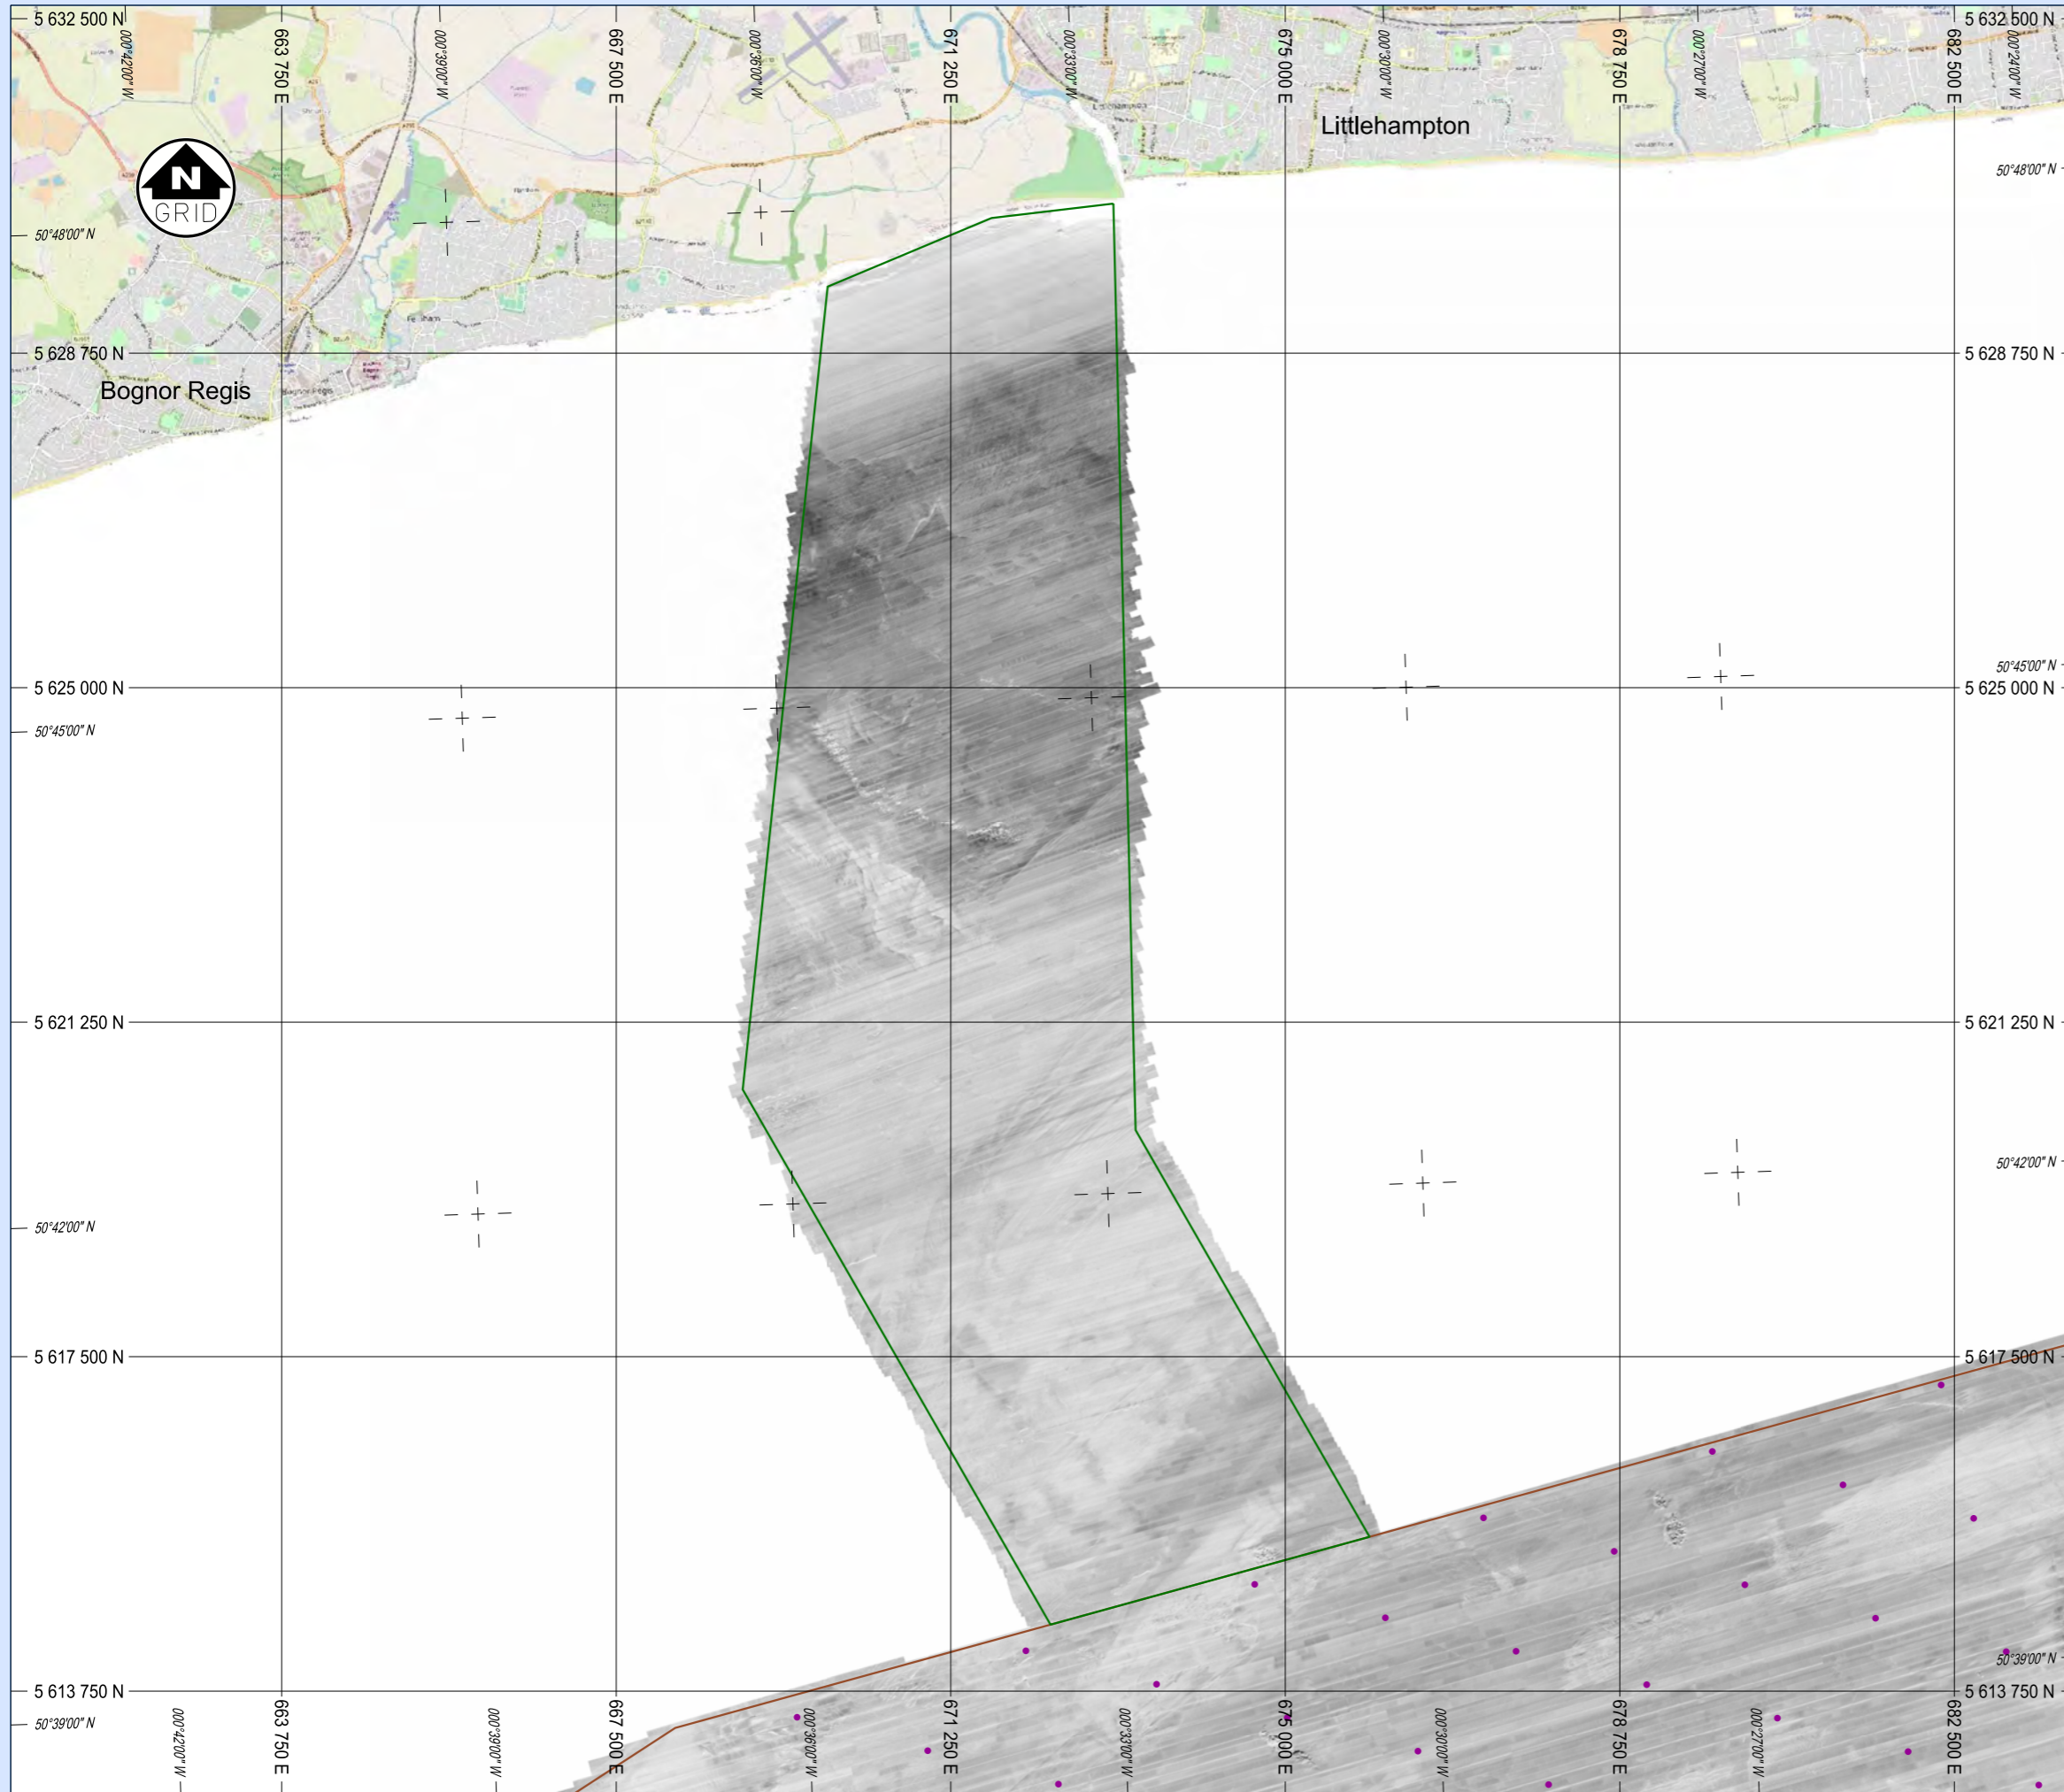 5 632 500 N
5 632 500 N
000°42'00" W
663 750 E
000°39'00" W
667 500 E
000°36'00" W
671 250 E
000°33'00" W
675 000 E
000°30'00" W
678 750 E
000°27'00" W
682 500 E
000°24'00" W
Littlehampton
N
GRID
50°48'00" N
50°48'00" N
Felpham
5 628 750 N
5 628 750 N
Bognor Regis
Bognor Regis
50°45'00" N
5 625 000 N
5 625 000 N
50°45'00" N
5 621 250 N
5 621 250 N
50°42'00" N
50°42'00" N
5 617 500 N
5 617 500 N
50°39'00" N
5 613 750 N
5 613 750 N
50°39'00" N
000°42'00" W
663 750 E
000°39'00" W
667 500 E
000°36'00" W
671 250 E
000°33'00" W
675 000 E
000°30'00" W
678 750 E
000°27'00" W
682 500 E